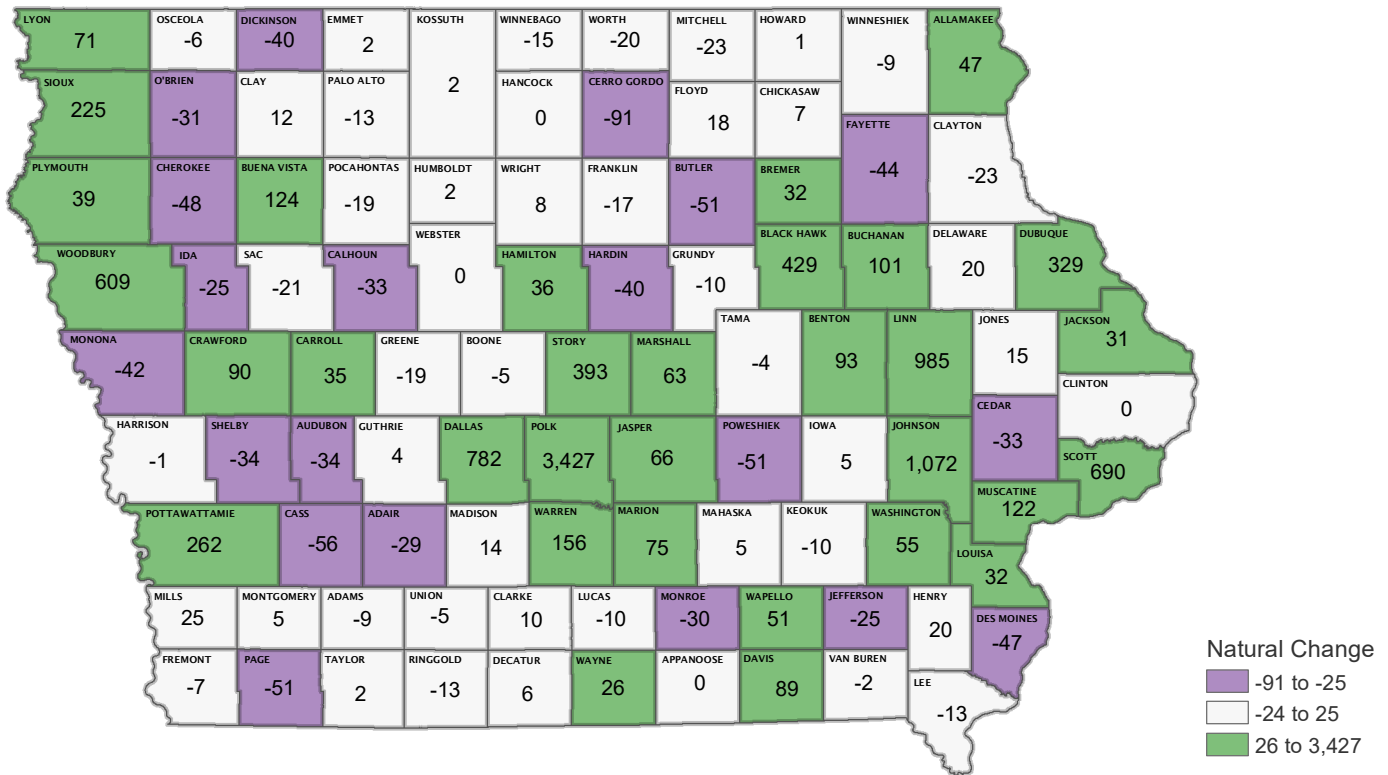 LYON
71
OSCEOLA
-6
DICKINSON
-40
EMMET
2
KOSSUTH
2
WINNEBAGO
-15
WORTH
-20
MITCHELL
-23
HOWARD
1
WINNESHIEK
-9
ALLAMAKEE
47
SIOUX
225
O'BRIEN
-31
CLAY
12
PALO ALTO
-13
HANCOCK
0
CERRO GORDO
-91
FLOYD
18
CHICKASAW
7
FAYETTE
-44
CLAYTON
-23
PLYMOUTH
39
CHEROKEE
-48
BUENA VISTA
124
POCAHONTAS
-19
HUMBOLDT
2
WRIGHT
8
FRANKLIN
-17
BUTLER
-51
BREMER
32
WOODBURY
609
IDA
-25
SAC
-21
CALHOUN
-33
WEBSTER
0
HAMILTON
36
HARDIN
-40
GRUNDY
-10
BLACK HAWK
429
BUCHANAN
101
DELAWARE
20
DUBUQUE
329
MONONA
-42
CRAWFORD
90
CARROLL
35
GREENE
-19
BOONE
-5
STORY
393
MARSHALL
63
TAMA
-4
BENTON
93
LINN
985
JONES
15
JACKSON
31
CLINTON
0
HARRISON
-1
SHELBY
-34
AUDUBON
-34
GUTHRIE
4
DALLAS
782
POLK
3,427
JASPER
66
POWESHIEK
-51
IOWA
5
JOHNSON
1,072
CEDAR
-33
SCOTT
690
MUSCATINE
122
POTTAWATTAMIE
262
CASS
-56
ADAIR
-29
MADISON
14
WARREN
156
MARION
75
MAHASKA
5
KEOKUK
-10
WASHINGTON
55
LOUISA
32
MILLS
25
MONTGOMERY
5
ADAMS
-9
UNION
-5
CLARKE
10
LUCAS
-10
MONROE
-30
WAPELLO
51
JEFFERSON
-25
HENRY
20
DES MOINES
-47
FREMONT
-7
PAGE
-51
TAYLOR
2
RINGGOLD
-13
DECATUR
6
WAYNE
26
APPANOOSE
0
DAVIS
89
VAN BUREN
-2
LEE
-13
Natural Change
-91 to -25
-24 to 25
26 to 3,427